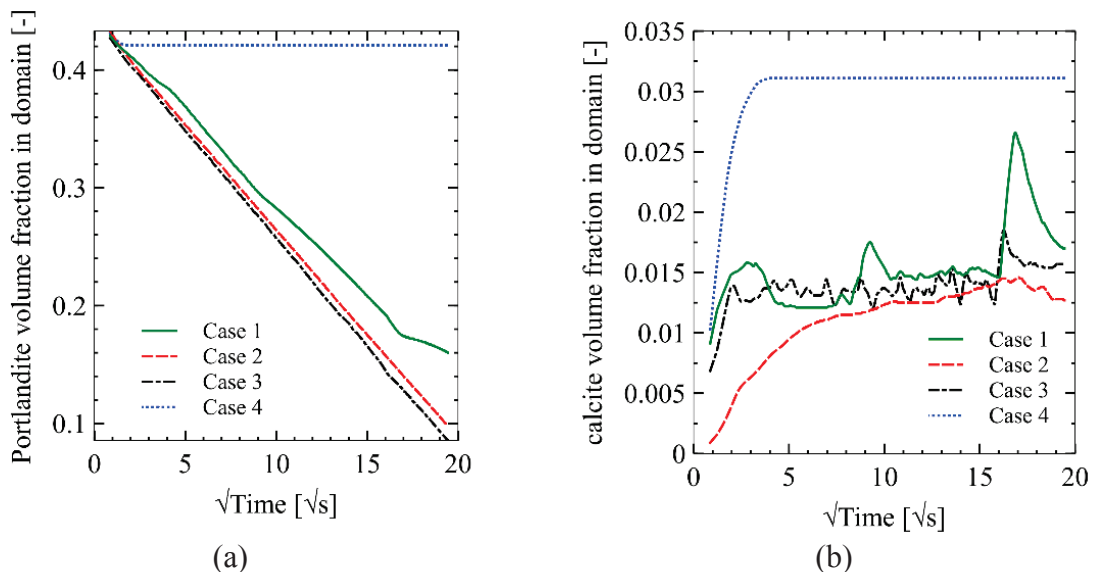 Portlandite volume fraction in domain [-]
0.4
0.3
0.2
0.1
0
5
10
15
20
√Time [√s]
Case 1
Case 2
Case 3
Case 4
(a)
calcite volume fraction in domain [-]
0.035
0.03
0.025
0.02
0.015
0.01
0.005
0
0
5
10
15
20
√Time [√s]
Case 1
Case 2
Case 3
Case 4
(b)